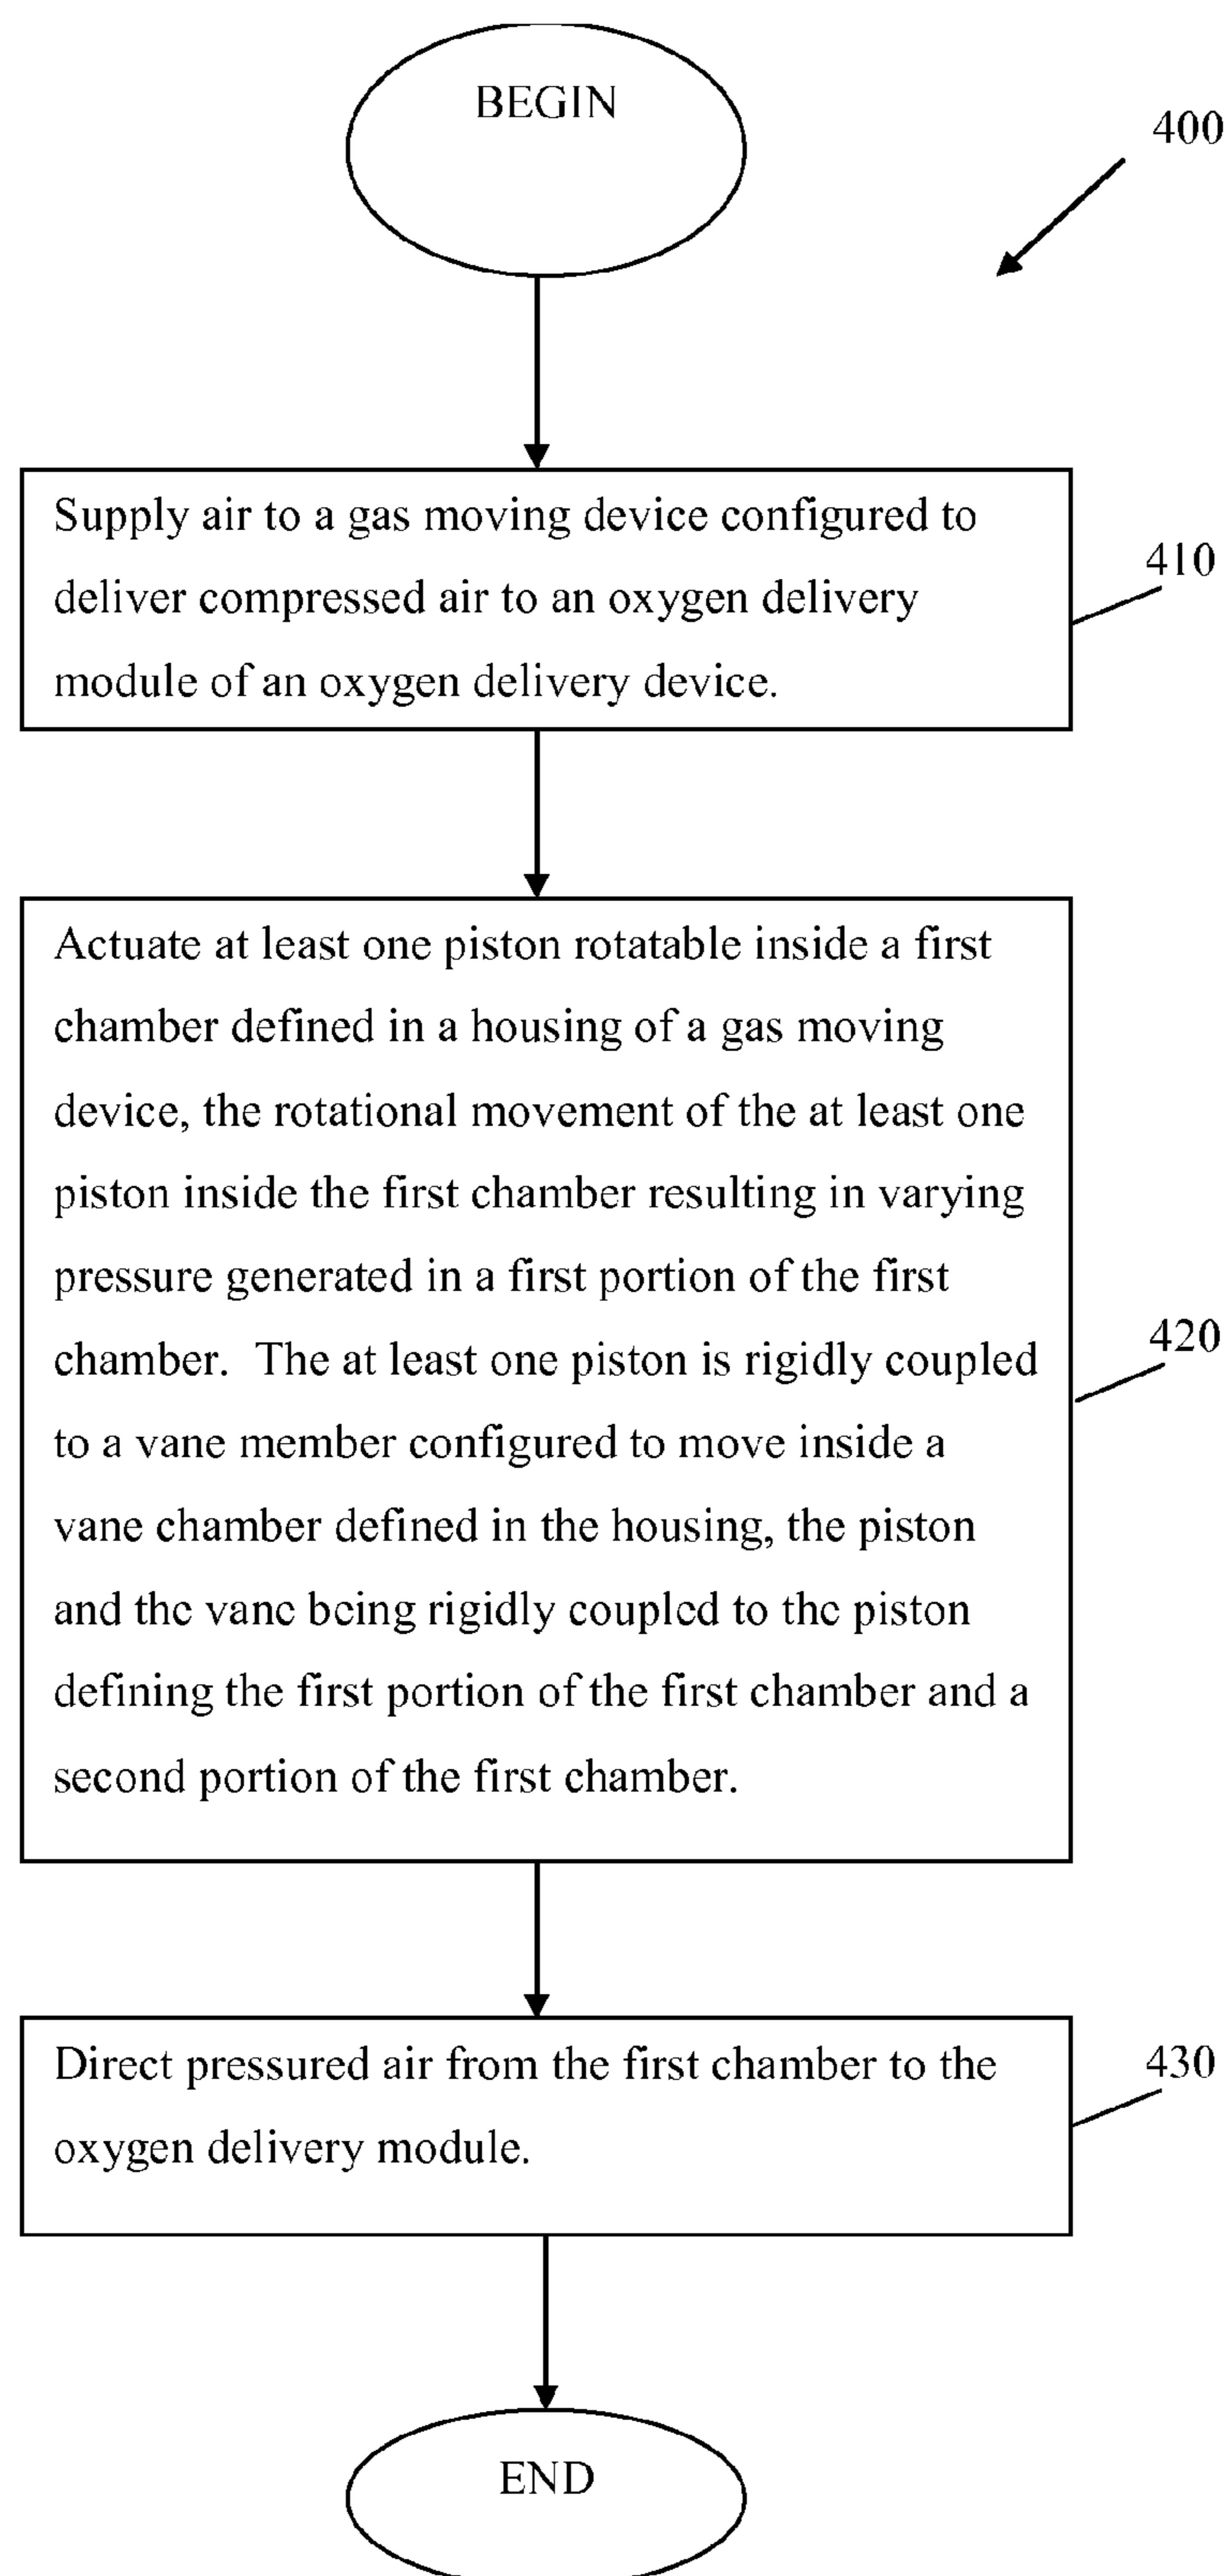 BEGIN
400
Supply air to a gas moving device configured to
deliver compressed air to an oxygen delivery
module of an oxygen delivery device.
410
Actuate at least one piston rotatable inside a first
chamber defined in a housing of a gas moving
device, the rotational movement of the at least one
piston inside the first chamber resulting in varying
pressure generated in a first portion of the first
chamber.  The at least one piston is rigidly coupled
to a vane member configured to move inside a
vane chamber defined in the housing, the piston
and the vane being rigidly coupled to the piston
defining the first portion of the first chamber and a
second portion of the first chamber.
420
Direct pressured air from the first chamber to the
oxygen delivery module.
430
END